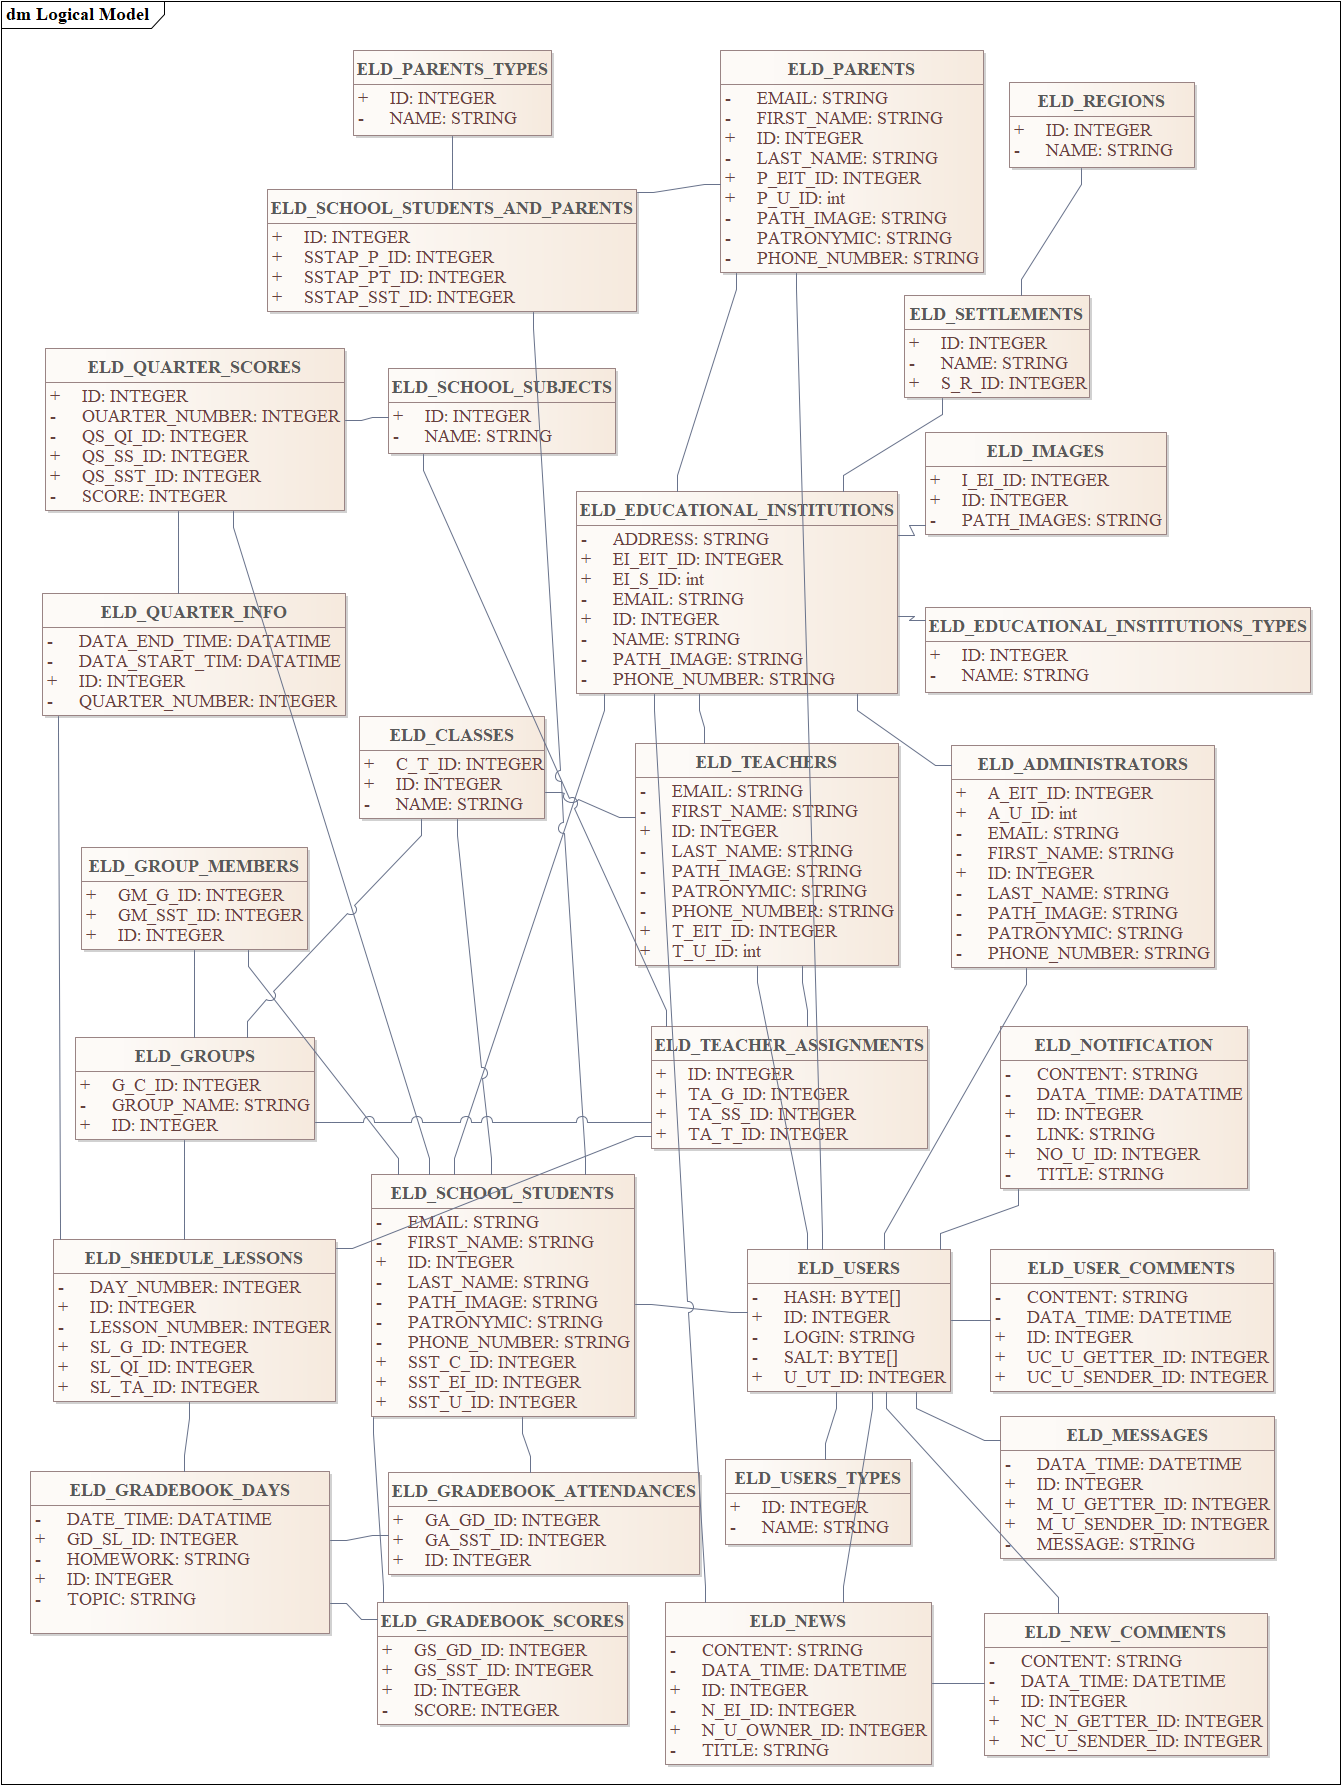 dm Logical Model
ELD_PARENTS_TYPES
+ ID: INTEGER
- NAME: STRING
ELD_PARENTS
- EMAIL: STRING
- FIRST_NAME: STRING
+ ID: INTEGER
- LAST_NAME: STRING
+ P_EIT_ID: INTEGER
+ P_U_ID: int
- PATH_IMAGE: STRING
- PATRONYMIC: STRING
- PHONE_NUMBER: STRING
ELD_REGIONS
+ ID: INTEGER
- NAME: STRING
ELD_SCHOOL_STUDENTS_AND_PARENTS
+ ID: INTEGER
+ SSTAP_P_ID: INTEGER
+ SSTAP_PT_ID: INTEGER
+ SSTAP_SST_ID: INTEGER
ELD_SETTLEMENTS
+ ID: INTEGER
- NAME: STRING
+ S_R_ID: INTEGER
ELD_QUARTER_SCORES
+ ID: INTEGER
- OUARTER_NUMBER: INTEGER
- QS_QI_ID: INTEGER
+ QS_SS_ID: INTEGER
+ QS_SST_ID: INTEGER
- SCORE: INTEGER
ELD_SCHOOL_SUBJECTS
+ ID: INTEGER
- NAME: STRING
ELD_IMAGES
+ I_EI_ID: INTEGER
+ ID: INTEGER
- PATH_IMAGES: STRING
ELD_EDUCATIONAL_INSTITUTIONS
- ADDRESS: STRING
+ EI_EIT_ID: INTEGER
+ EI_S_ID: int
- EMAIL: STRING
+ ID: INTEGER
- NAME: STRING
- PATH_IMAGE: STRING
- PHONE_NUMBER: STRING
ELD_QUARTER_INFO
- DATA_END_TIME: DATATIME
- DATA_START_TIM: DATATIME
+ ID: INTEGER
- QUARTER_NUMBER: INTEGER
ELD_EDUCATIONAL_INSTITUTIONS_TYPES
+ ID: INTEGER
- NAME: STRING
ELD_CLASSES
+ C_T_ID: INTEGER
+ ID: INTEGER
- NAME: STRING
ELD_TEACHERS
- EMAIL: STRING
- FIRST_NAME: STRING
+ ID: INTEGER
- LAST_NAME: STRING
- PATH_IMAGE: STRING
- PATRONYMIC: STRING
- PHONE_NUMBER: STRING
+ T_EIT_ID: INTEGER
+ T_U_ID: int
ELD_ADMINISTRATORS
+ A_EIT_ID: INTEGER
+ A_U_ID: int
- EMAIL: STRING
- FIRST_NAME: STRING
+ ID: INTEGER
- LAST_NAME: STRING
- PATH_IMAGE: STRING
- PATRONYMIC: STRING
- PHONE_NUMBER: STRING
ELD_GROUP_MEMBERS
+ GM_G_ID: INTEGER
+ GM_SST_ID: INTEGER
+ ID: INTEGER
ELD_GROUPS
+ G_C_ID: INTEGER
- GROUP_NAME: STRING
+ ID: INTEGER
ELD_TEACHER_ASSIGNMENTS
+ ID: INTEGER
+ TA_G_ID: INTEGER
+ TA_SS_ID: INTEGER
+ TA_T_ID: INTEGER
ELD_NOTIFICATION
- CONTENT: STRING
- DATA_TIME: DATATIME
+ ID: INTEGER
- LINK: STRING
+ NO_U_ID: INTEGER
- TITLE: STRING
ELD_SCHOOL_STUDENTS
- EMAIL: STRING
- FIRST_NAME: STRING
+ ID: INTEGER
- LAST_NAME: STRING
- PATH_IMAGE: STRING
- PATRONYMIC: STRING
- PHONE_NUMBER: STRING
+ SST_C_ID: INTEGER
+ SST_EI_ID: INTEGER
+ SST_U_ID: INTEGER
ELD_SHEDULE_LESSONS
- DAY_NUMBER: INTEGER
+ ID: INTEGER
- LESSON_NUMBER: INTEGER
+ SL_G_ID: INTEGER
+ SL_QI_ID: INTEGER
+ SL_TA_ID: INTEGER
ELD_USERS
- HASH: BYTE[]
+ ID: INTEGER
- LOGIN: STRING
- SALT: BYTE[]
+ U_UT_ID: INTEGER
ELD_USER_COMMENTS
- CONTENT: STRING
- DATA_TIME: DATETIME
+ ID: INTEGER
+ UC_U_GETTER_ID: INTEGER
+ UC_U_SENDER_ID: INTEGER
ELD_MESSAGES
- DATA_TIME: DATETIME
+ ID: INTEGER
+ M_U_GETTER_ID: INTEGER
+ M_U_SENDER_ID: INTEGER
- MESSAGE: STRING
ELD_USERS_TYPES
+ ID: INTEGER
- NAME: STRING
ELD_GRADEBOOK_DAYS
- DATE_TIME: DATATIME
+ GD_SL_ID: INTEGER
- HOMEWORK: STRING
+ ID: INTEGER
- TOPIC: STRING
ELD_GRADEBOOK_ATTENDANCES
+ GA_GD_ID: INTEGER
+ GA_SST_ID: INTEGER
+ ID: INTEGER
ELD_GRADEBOOK_SCORES
+ GS_GD_ID: INTEGER
+ GS_SST_ID: INTEGER
+ ID: INTEGER
- SCORE: INTEGER
ELD_NEWS
- CONTENT: STRING
- DATA_TIME: DATETIME
+ ID: INTEGER
- N_EI_ID: INTEGER
+ N_U_OWNER_ID: INTEGER
- TITLE: STRING
ELD_NEW_COMMENTS
- CONTENT: STRING
- DATA_TIME: DATETIME
+ ID: INTEGER
+ NC_N_GETTER_ID: INTEGER
+ NC_U_SENDER_ID: INTEGER